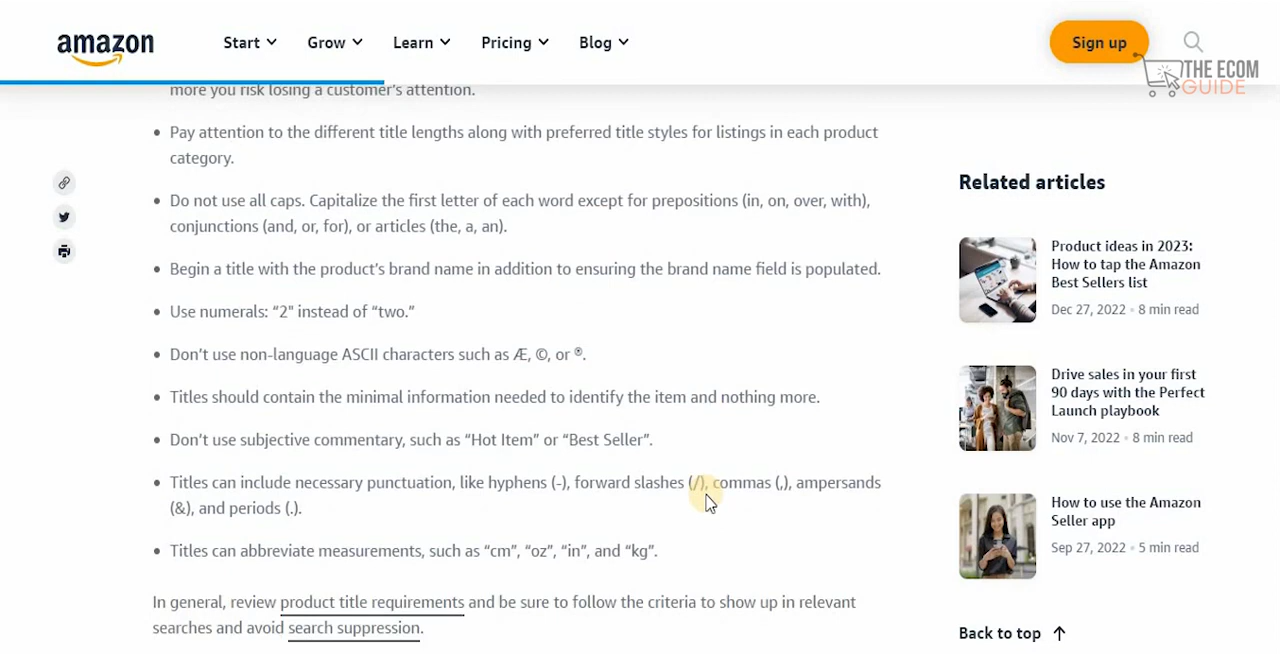 amazon
Start
Grow
Learn
Pricing
Blog
Sign up
THE ECOM
GUIDE
more you risk losing a customer's attention.
• Pay attention to the different title lengths along with preferred title styles for listings in each product
category.
• Do not use all caps. Capitalize the first letter of each word except for prepositions (in, on, over, with),
conjunctions (and, or, for), or articles (the, a, an).
• Begin a title with the product's brand name in addition to ensuring the brand name field is populated.
• Use numerals: “2" instead of “two.”
• Don't use non-language ASCII characters such as Æ, ©, or ®.
• Titles should contain the minimal information needed to identify the item and nothing more.
• Don't use subjective commentary, such as “Hot Item” or “Best Seller”.
• Titles can include necessary punctuation, like hyphens (-), forward slashes (/), commas (,), ampersands
(&), and periods (.).
• Titles can abbreviate measurements, such as “cm”, “oz”, “in”, and “kg”.
In general, review product title requirements and be sure to follow the criteria to show up in relevant
searches and avoid search suppression.
Related articles
Product ideas in 2023:
How to tap the Amazon
Best Sellers list
Dec 27, 2022 • 8 min read
Drive sales in your first
90 days with the Perfect
Launch playbook
Nov 7, 2022 • 8 min read
How to use the Amazon
Seller app
Sep 27, 2022 • 5 min read
Back to top ↑